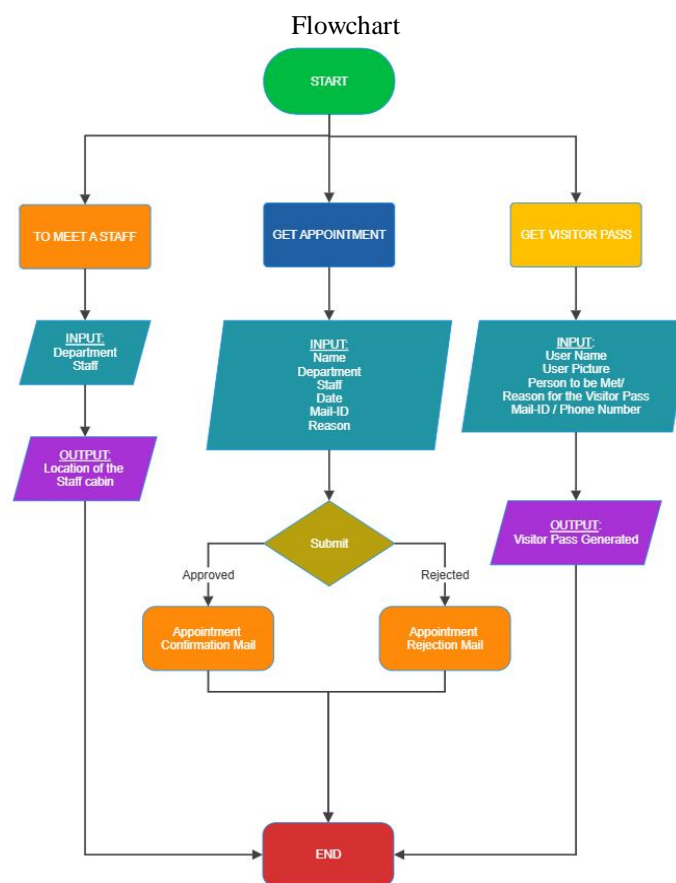 Flowchart
START
TO MEET A STAFF
GET APPOINTMENT
GET VISITOR PASS
INPUT:
Department
Staff
INPUT:
Name
Department
Staff
Date
Mail-ID
Reason
INPUT:
User Name
User Picture
Person to be Met/
Reason for the Visitor Pass
Mail-ID / Phone Number
OUTPUT:
Location of the
Staff cabin
Submit
OUTPUT:
Visitor Pass Generated
Approved
Rejected
Appointment
Confirmation Mail
Appointment
Rejection Mail
END